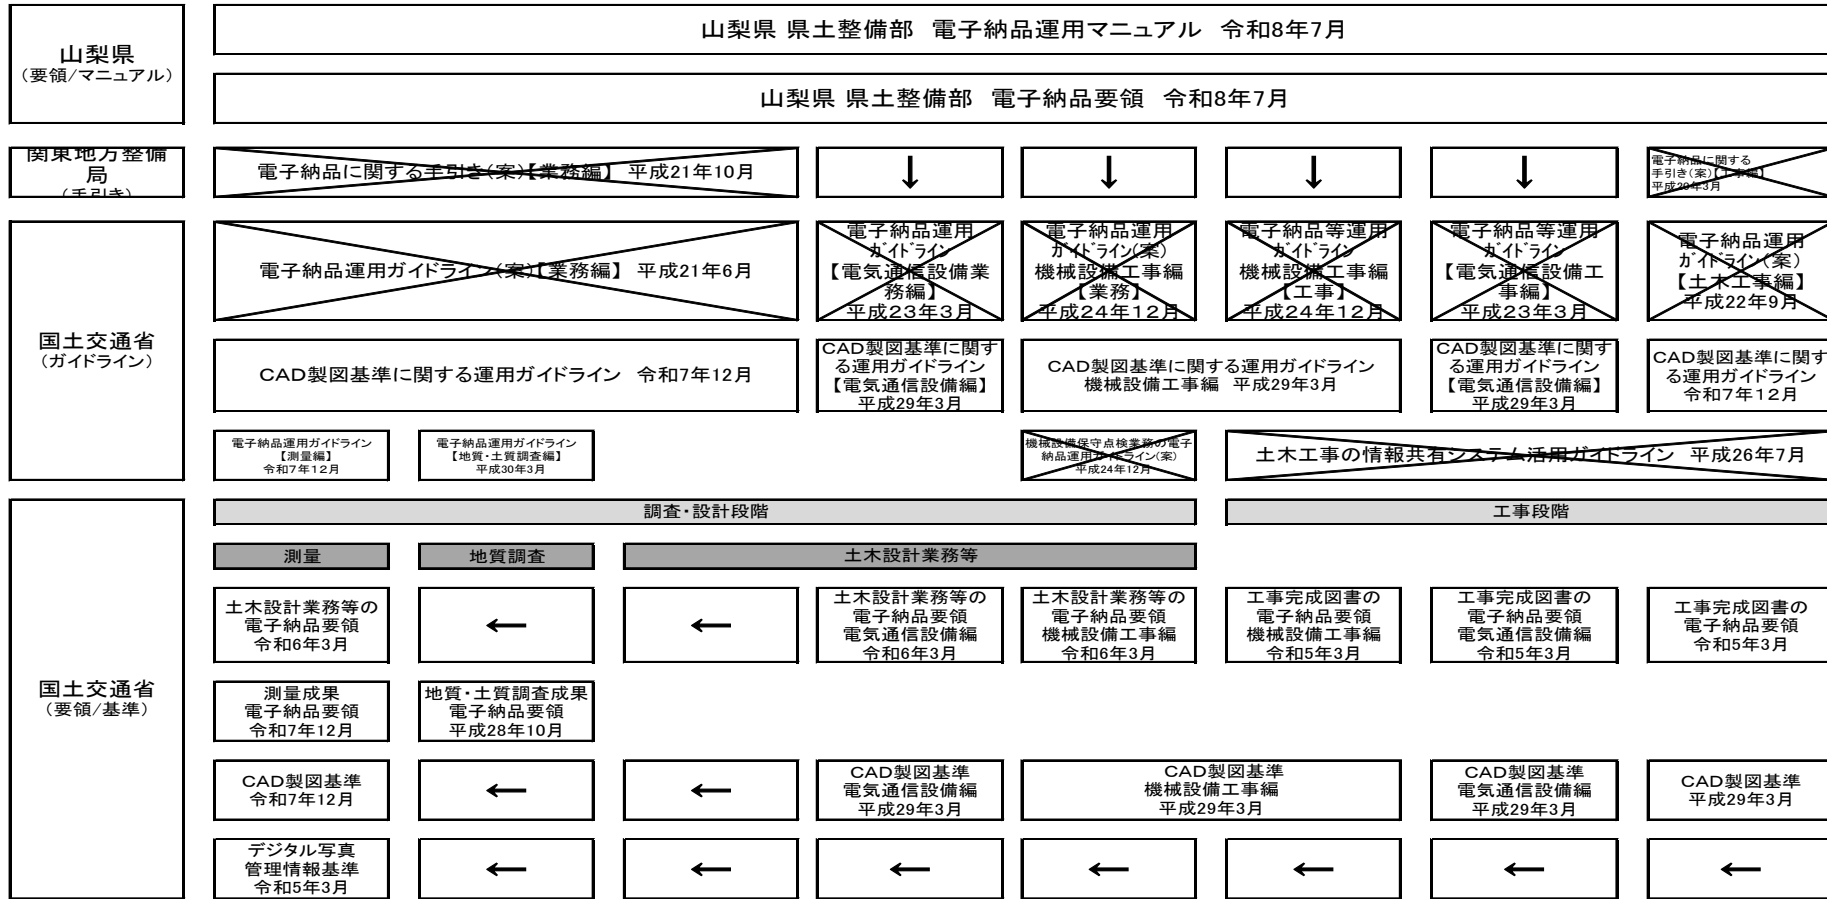 山梨県
(要領/マニュアル)
山梨県 県土整備部 電子納品運用マニュアル 令和8年7月
山梨県 県土整備部 電子納品要領 令和8年7月
関東地方整備
局
(手引き)
電子納品に関する手引き(案)【業務編】 平成21年10月
↓
↓
↓
↓
電子納品に関する
手引き(案)【工事編】
平成29年3月
国土交通省
(ガイドライン)
電子納品運用ガイドライン(案)【業務編】 平成21年6月
電子納品運用
ガイドライン
【電気通信設備業
務編】
平成23年3月
電子納品運用
ガイドライン(案)
機械設備工事編
【業務】
平成24年12月
電子納品等運用
ガイドライン
機械設備工事編
【工事】
平成24年12月
電子納品等運用
ガイドライン
【電気通信設備工
事編】
平成23年3月
電子納品運用
ガイドライン(案)
【土木工事編】
平成22年9月
CAD製図基準に関する運用ガイドライン 令和7年12月
CAD製図基準に関す
る運用ガイドライン
【電気通信設備編】
平成29年3月
CAD製図基準に関する運用ガイドライン
機械設備工事編 平成29年3月
CAD製図基準に関す
る運用ガイドライン
【電気通信設備編】
平成29年3月
CAD製図基準に関す
る運用ガイドライン
令和7年12月
電子納品運用ガイドライン
【測量編】
令和7年12月
電子納品運用ガイドライン
【地質・土質調査編】
平成30年3月
機械設備保守点検業務の電子
納品運用ガイドライン(案)
平成24年12月
土木工事の情報共有システム活用ガイドライン 平成26年7月
国土交通省
(要領/基準)
調査・設計段階
工事段階
測量
地質調査
土木設計業務等
土木設計業務等の
電子納品要領
令和6年3月
←
←
土木設計業務等の
電子納品要領
電気通信設備編
令和6年3月
土木設計業務等の
電子納品要領
機械設備工事編
令和6年3月
工事完成図書の
電子納品要領
機械設備工事編
令和5年3月
工事完成図書の
電子納品要領
電気通信設備編
令和5年3月
工事完成図書の
電子納品要領
令和5年3月
測量成果
電子納品要領
令和7年12月
地質・土質調査成果
電子納品要領
平成28年10月
CAD製図基準
令和7年12月
←
←
CAD製図基準
電気通信設備編
平成29年3月
CAD製図基準
機械設備工事編
平成29年3月
CAD製図基準
電気通信設備編
平成29年3月
CAD製図基準
平成29年3月
デジタル写真
管理情報基準
令和5年3月
←
←
←
←
←
←
←